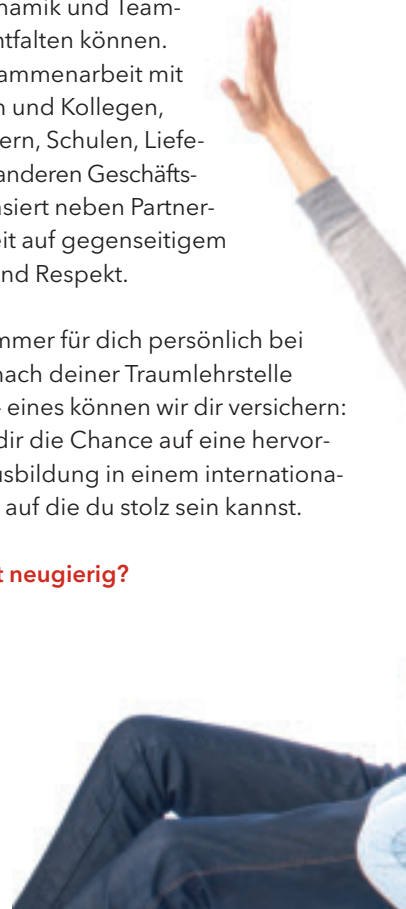 namik und Team-
ntfalten können.
ammenarbeit mit
n und Kollegen,
ern, Schulen, Liefe-
anderen Geschäfts-
siert neben Partner-
eit auf gegenseitigem
nd Respekt.
mmer für dich persönlich bei
nach deiner Traumlehrstelle
eines können wir dir versichern:
dir die Chance auf eine hervor-
usbildung in einem internationa-
auf die du stolz sein kannst.
t neugierig?